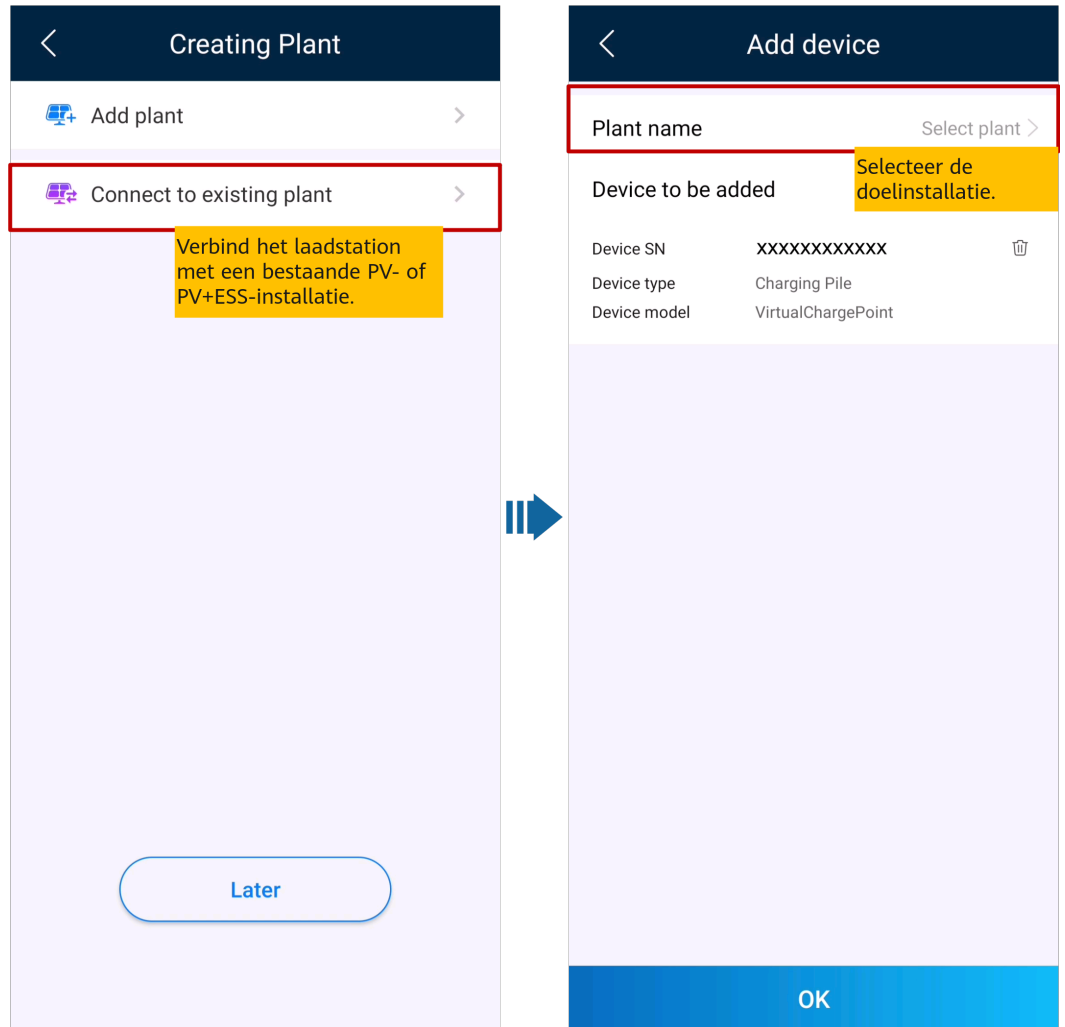 Creating Plant
Add plant
Connect to existing plant
Verbind het laadstation
met een bestaande PV- of
PV+ESS-installatie.
Later
Add device
Plant name
Select plant
Selecteer de
doelinstallatie.
Device to be added
Device SN XXXXXXXXXXXX
Device type Charging Pile
Device model VirtualChargePoint
OK